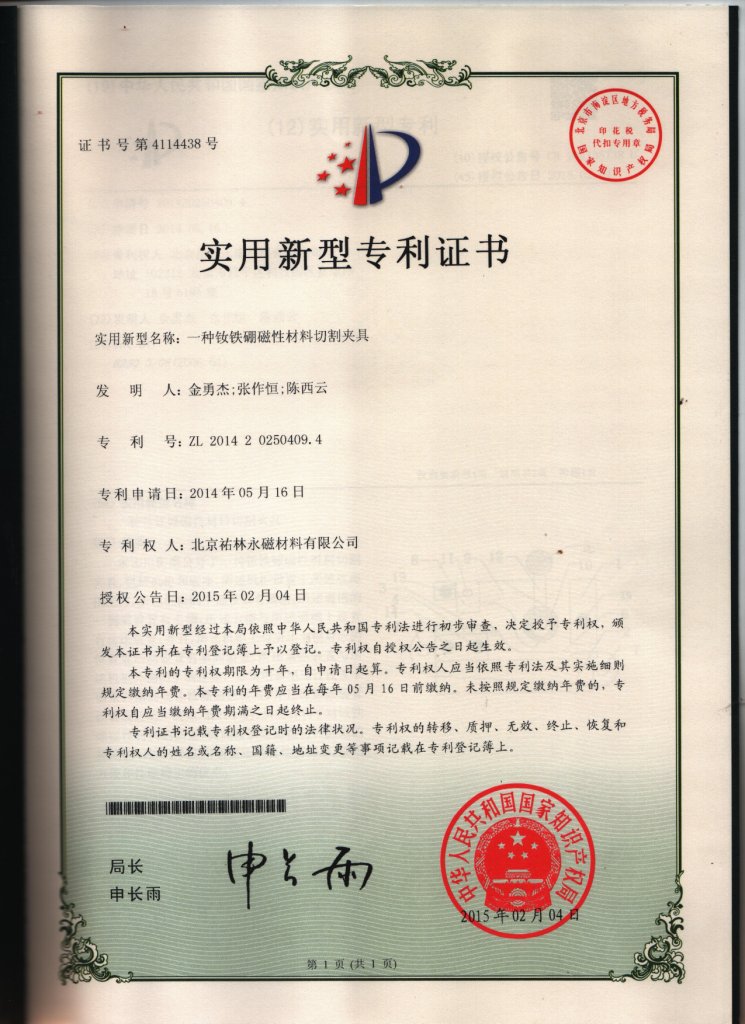 证书号第4114438号
北京市海淀区地方税务局
印花税
代扣专用章
国家知识产权局
实用新型专利证书
实用新型名称：一种钕铁硼磁性材料切割夹具
发明人：金勇杰;张作恒;陈西云
专利号：ZL 2014 2 0250409.4
专利申请日：2014年05月16日
专利权人：北京祐林永磁材料有限公司
授权公告日：2015年02月04日
本实用新型经过本局依照中华人民共和国专利法进行初步审查，决定授予专利权，颁
发本证书并在专利登记簿上予以登记。专利权自授权公告之日起生效。
本专利的专利权期限为十年，自申请日起算。专利权人应当依照专利法及其实施细则
规定缴纳年费。本专利的年费应当在每年05月16日前缴纳。未按照规定缴纳年费的，专
利权自应当缴纳年费期满之日起终止。
专利证书记载专利权登记时的法律状况。专利权的转移、质押、无效、终止、恢复和
专利权人的姓名或名称、国籍、地址变更等事项记载在专利登记簿上。
局长
申长雨
申长雨
中华人民共和国国家知识产权局
2015年02月04日
第1页(共1页)